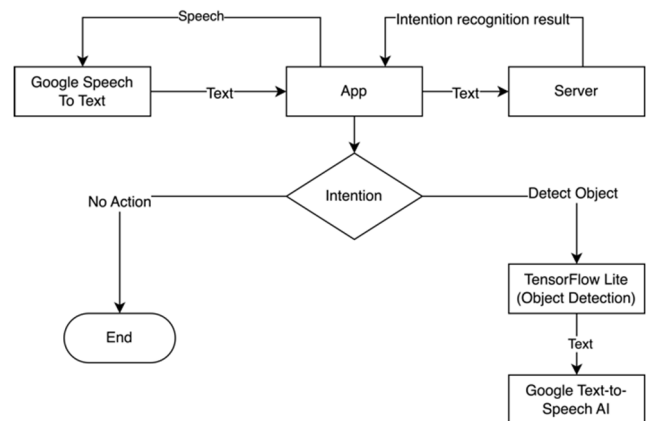 Speech
Intention recognition result
Google Speech
To Text
Text
App
Text
Server
Intention
No Action
Detect Object
End
TensorFlow Lite
(Object Detection)
Text
Google Text-to-
Speech AI